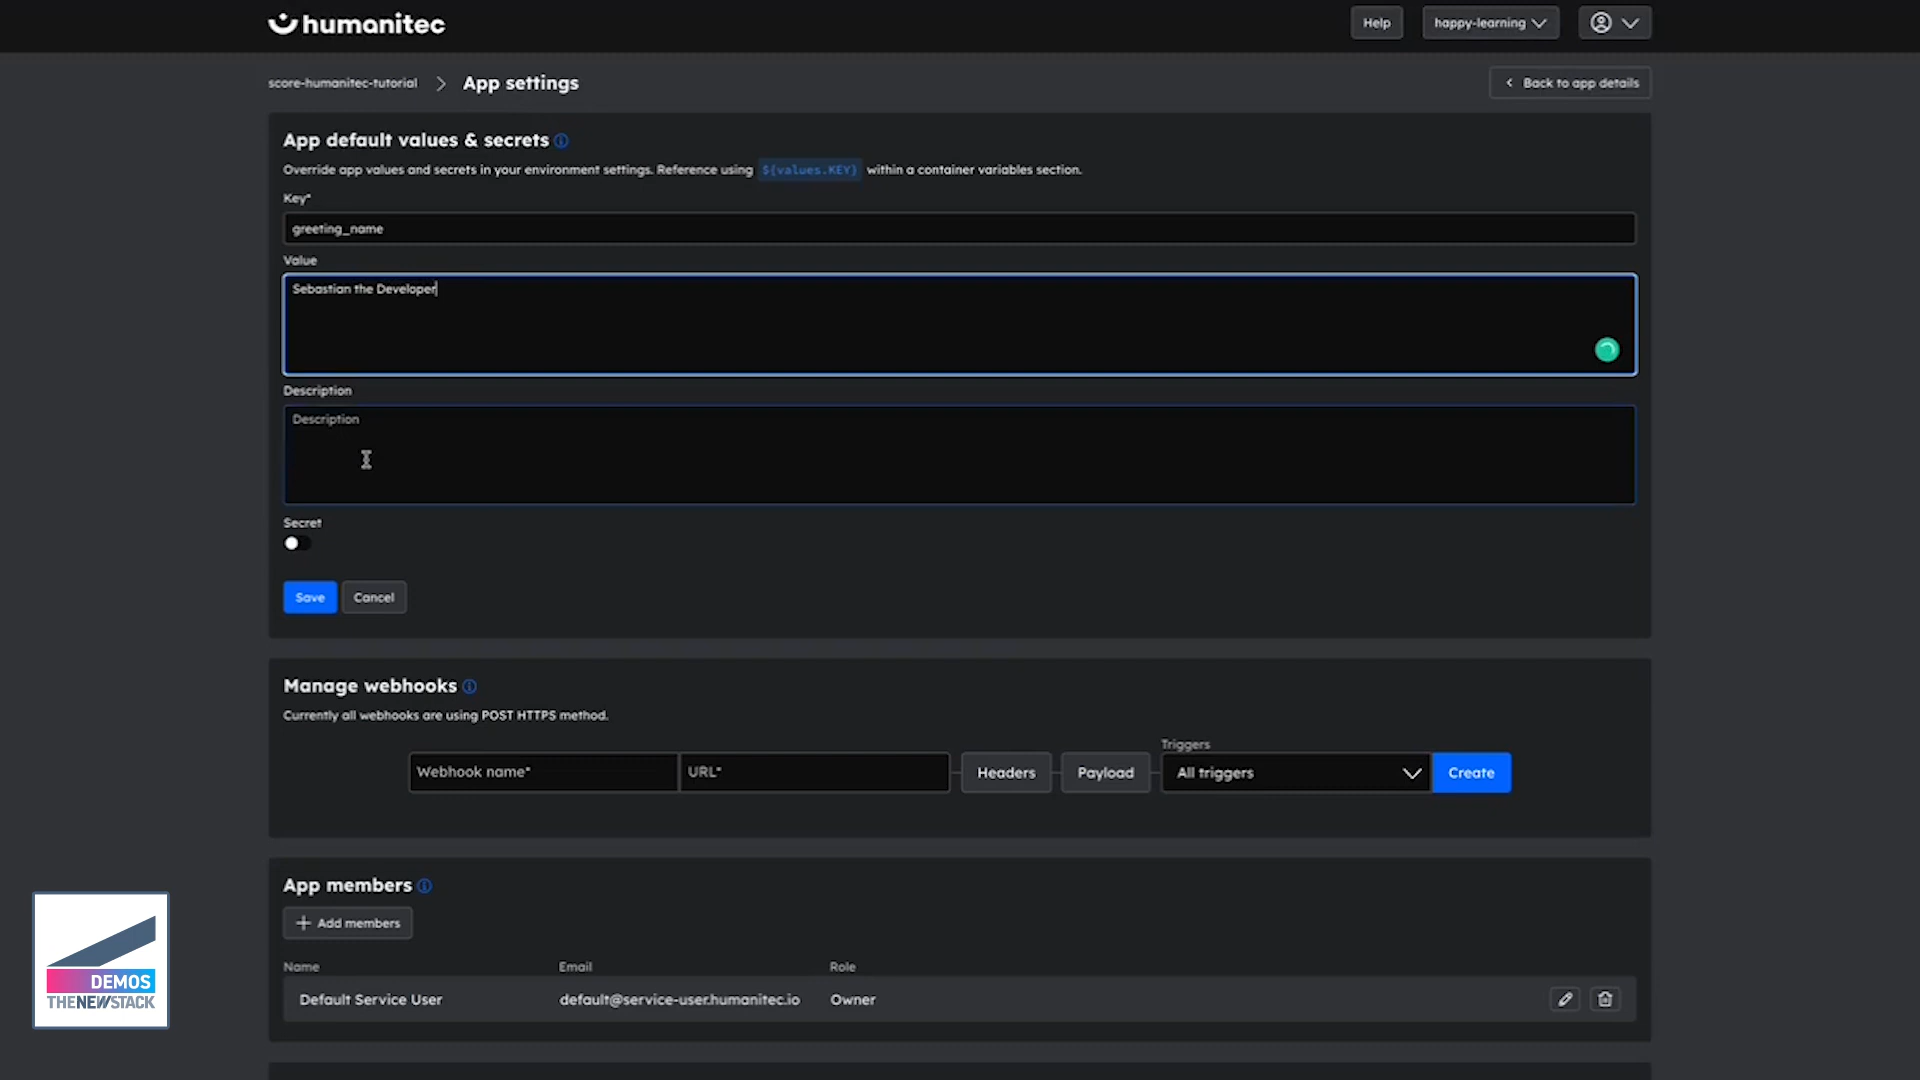 humanitec
Help
happy-learning
score-humanitec-tutorial
App settings
Back to app details
App default values & secrets
Override app values and secrets in your environment settings. Reference using ${values.KEY} within a container variables section.
Key*
greeting_name
Value
Sebastian the Developer
Description
Description
Secret
Save
Cancel
Manage webhooks
Currently all webhooks are using POST HTTPS method.
Triggers
Webhook name*
URL*
Headers
Payload
All triggers
Create
App members
Add members
Name
Email
Role
Default Service User
default@service-user.humanitec.io
Owner
DEMOS
THENEWSTACK